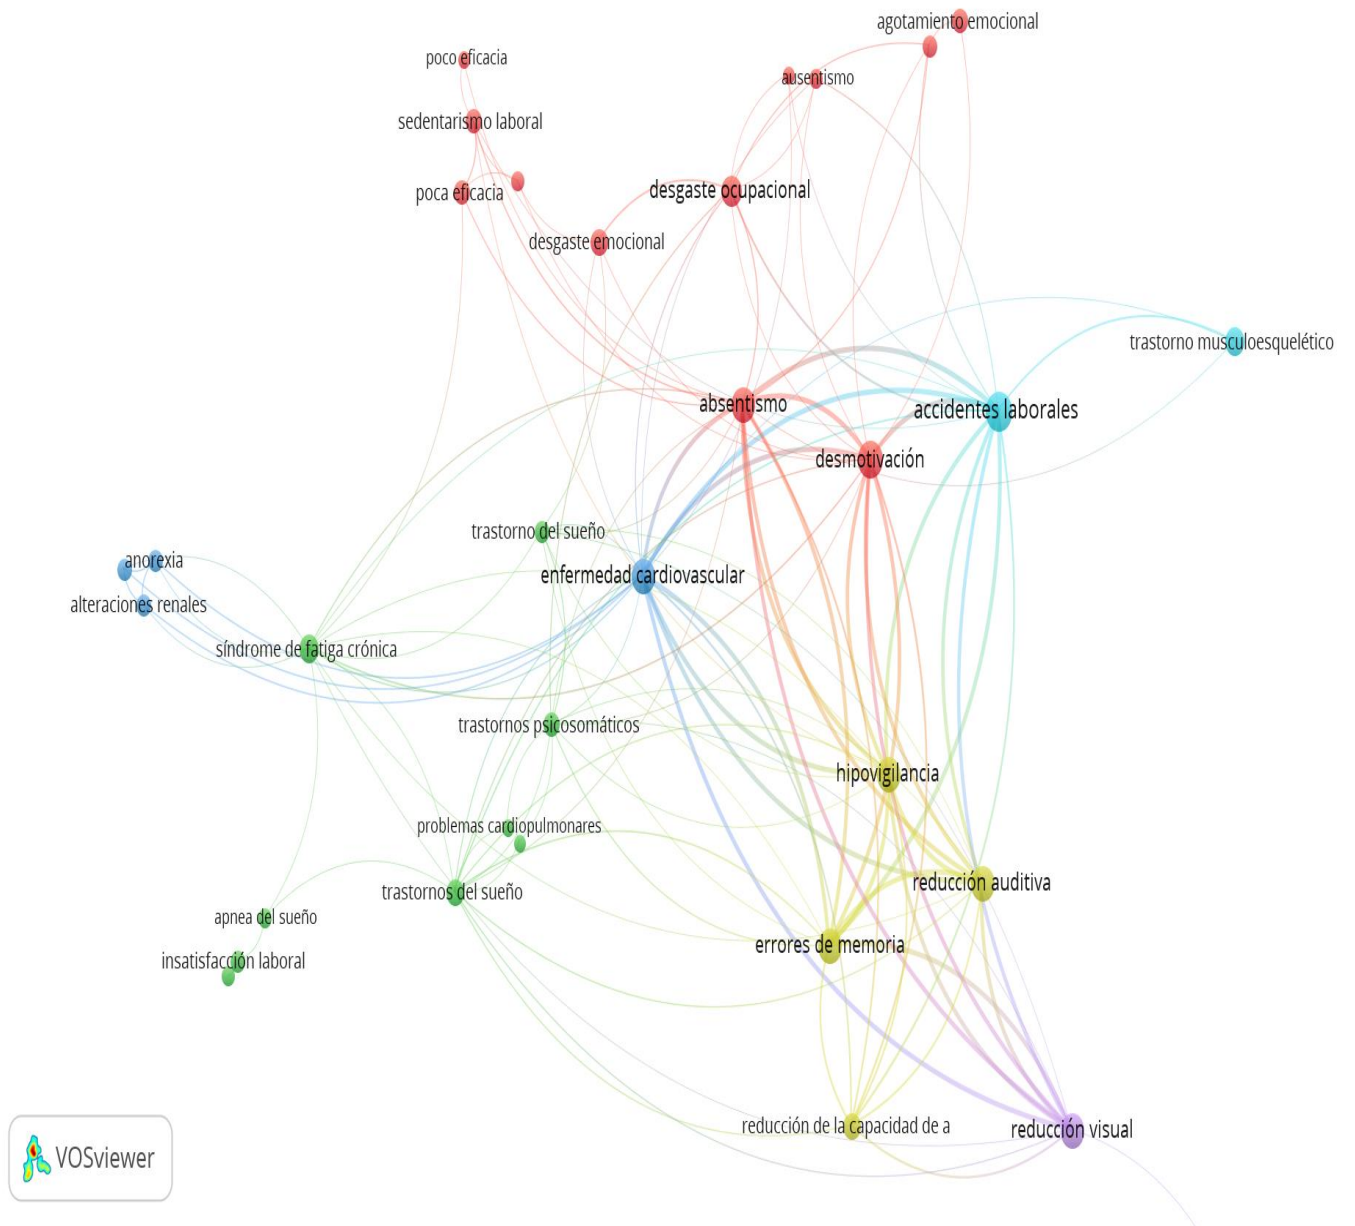 agotamiento emocional
poco eficacia
ausentismo
sedentarismo laboral
poca eficacia
desgaste ocupacional
desgaste emocional
trastorno musculoesquelético
absentismo
accidentes laborales
desmotivación
trastorno del sueño
anorexia
enfermedad cardiovascular
alteraciones renales
síndrome de fatiga crónica
trastornos psicosomáticos
hipovigilancia
problemas cardiopulmonares
trastornos del sueño
reducción auditiva
apnea del sueño
errores de memoria
insatisfacción laboral
reducción de la capacidad de a
reducción visual
VOSviewer